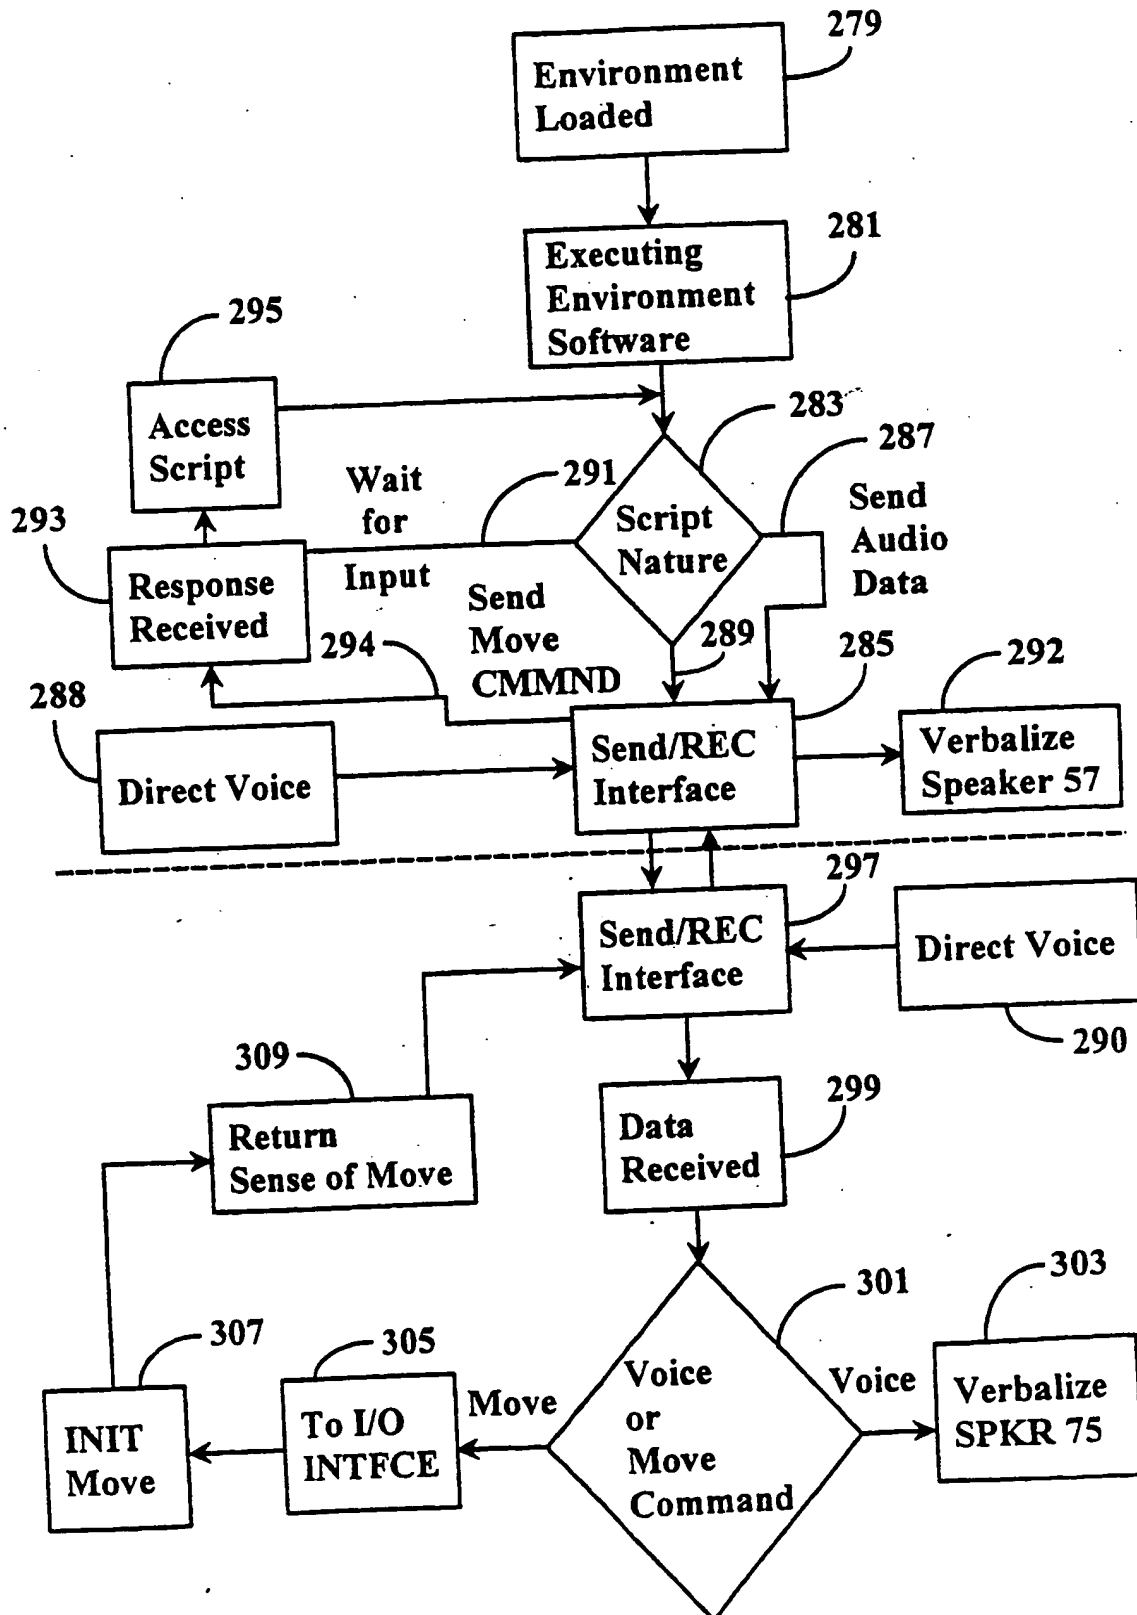 279
Environment
Loaded
281
Executing
Environment
Software
295
Access
Script
283
287
291
Wait
for
Input
Script
Nature
Send
Audio
Data
293
Response
Received
Send
Move
CMMND
294
289
285
292
288
Direct Voice
Send/REC
Interface
Verbalize
Speaker 57
297
Send/REC
Interface
Direct Voice
290
309
Return
Sense of Move
299
Data
Received
301
303
307
305
INIT
Move
To I/O
INTFCE
Move
Voice
or
Move
Command
Voice
Verbalize
SPKR 75